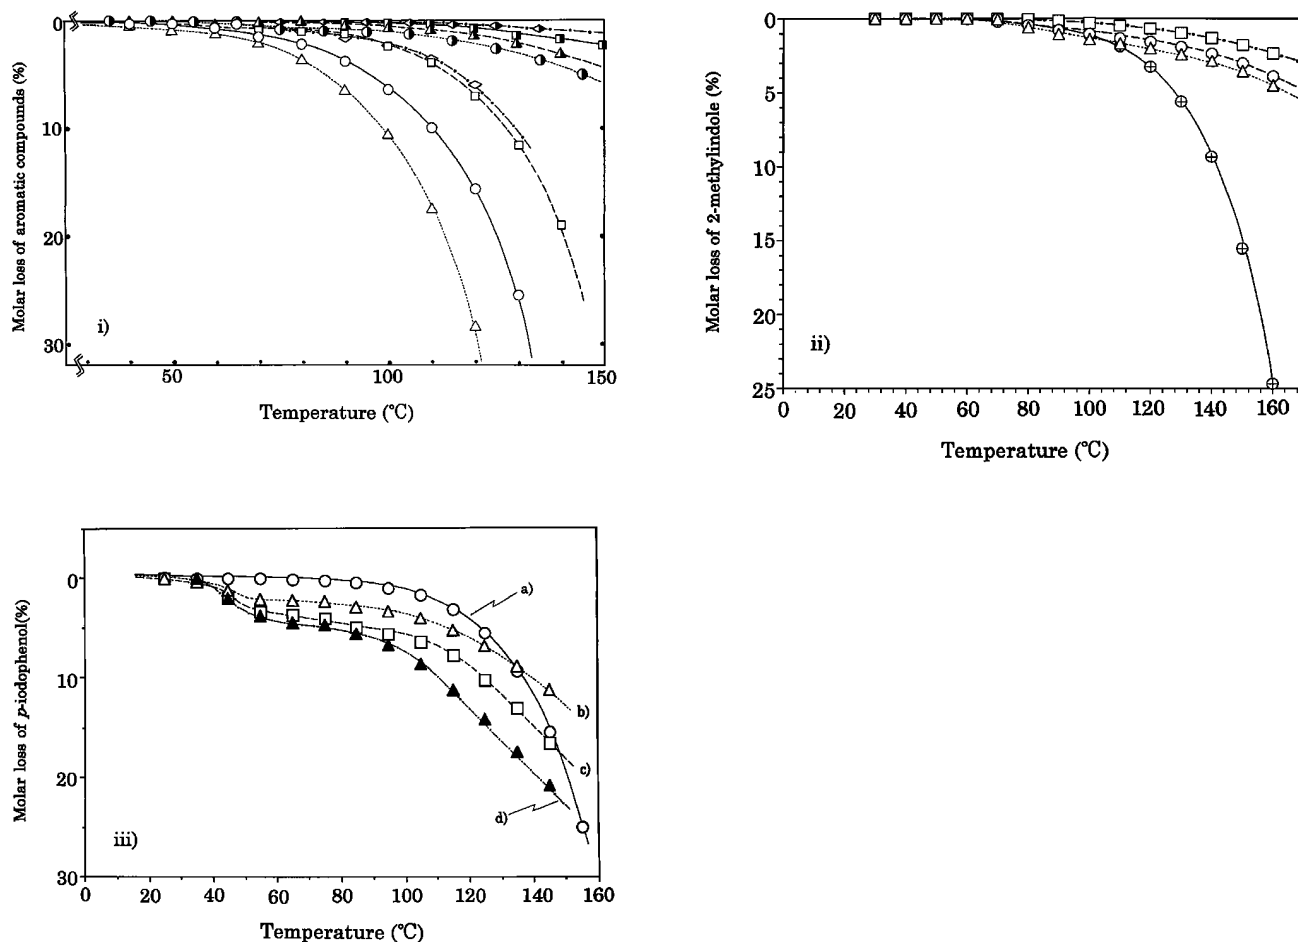 Molar loss of aromatic compounds (%)
0
10
20
30
i)
50 100 150
Temperature (°C)
Molar loss of 2-methylindole (%)
0
5
10
15
20
25
ii)
0 20 40 60 80 100 120 140 160
Temperature (°C)
Molar loss of p-iodophenol(%)
0
10
20
30
a)
b)
c)
d)
iii)
0 20 40 60 80 100 120 140 160
Temperature (°C)